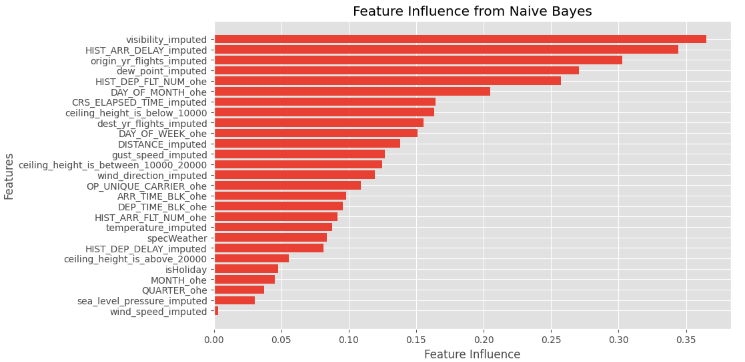 Feature Influence from Naive Bayes
Features
visibility_imputed
HIST_ARR_DELAY_imputed
origin_yr_flights_imputed
dew_point_imputed
HIST_DEP_FLT_NUM_ohe
DAY_OF_MONTH_ohe
CRS_ELAPSED_TIME_imputed
ceiling_height_is_below_10000
dest_yr_flights_imputed
DAY_OF_WEEK_ohe
DISTANCE_imputed
gust_speed_imputed
ceiling_height_is_between_10000_20000
wind_direction_imputed
OP_UNIQUE_CARRIER_ohe
ARR_TIME_BLK_ohe
DEP_TIME_BLK_ohe
HIST_ARR_FLT_NUM_ohe
temperature_imputed
specWeather
HIST_DEP_DELAY_imputed
ceiling_height_is_above_20000
isHoliday
MONTH_ohe
QUARTER_ohe
sea_level_pressure_imputed
wind_speed_imputed
0.00 0.05 0.10 0.15 0.20 0.25 0.30 0.35
Feature Influence